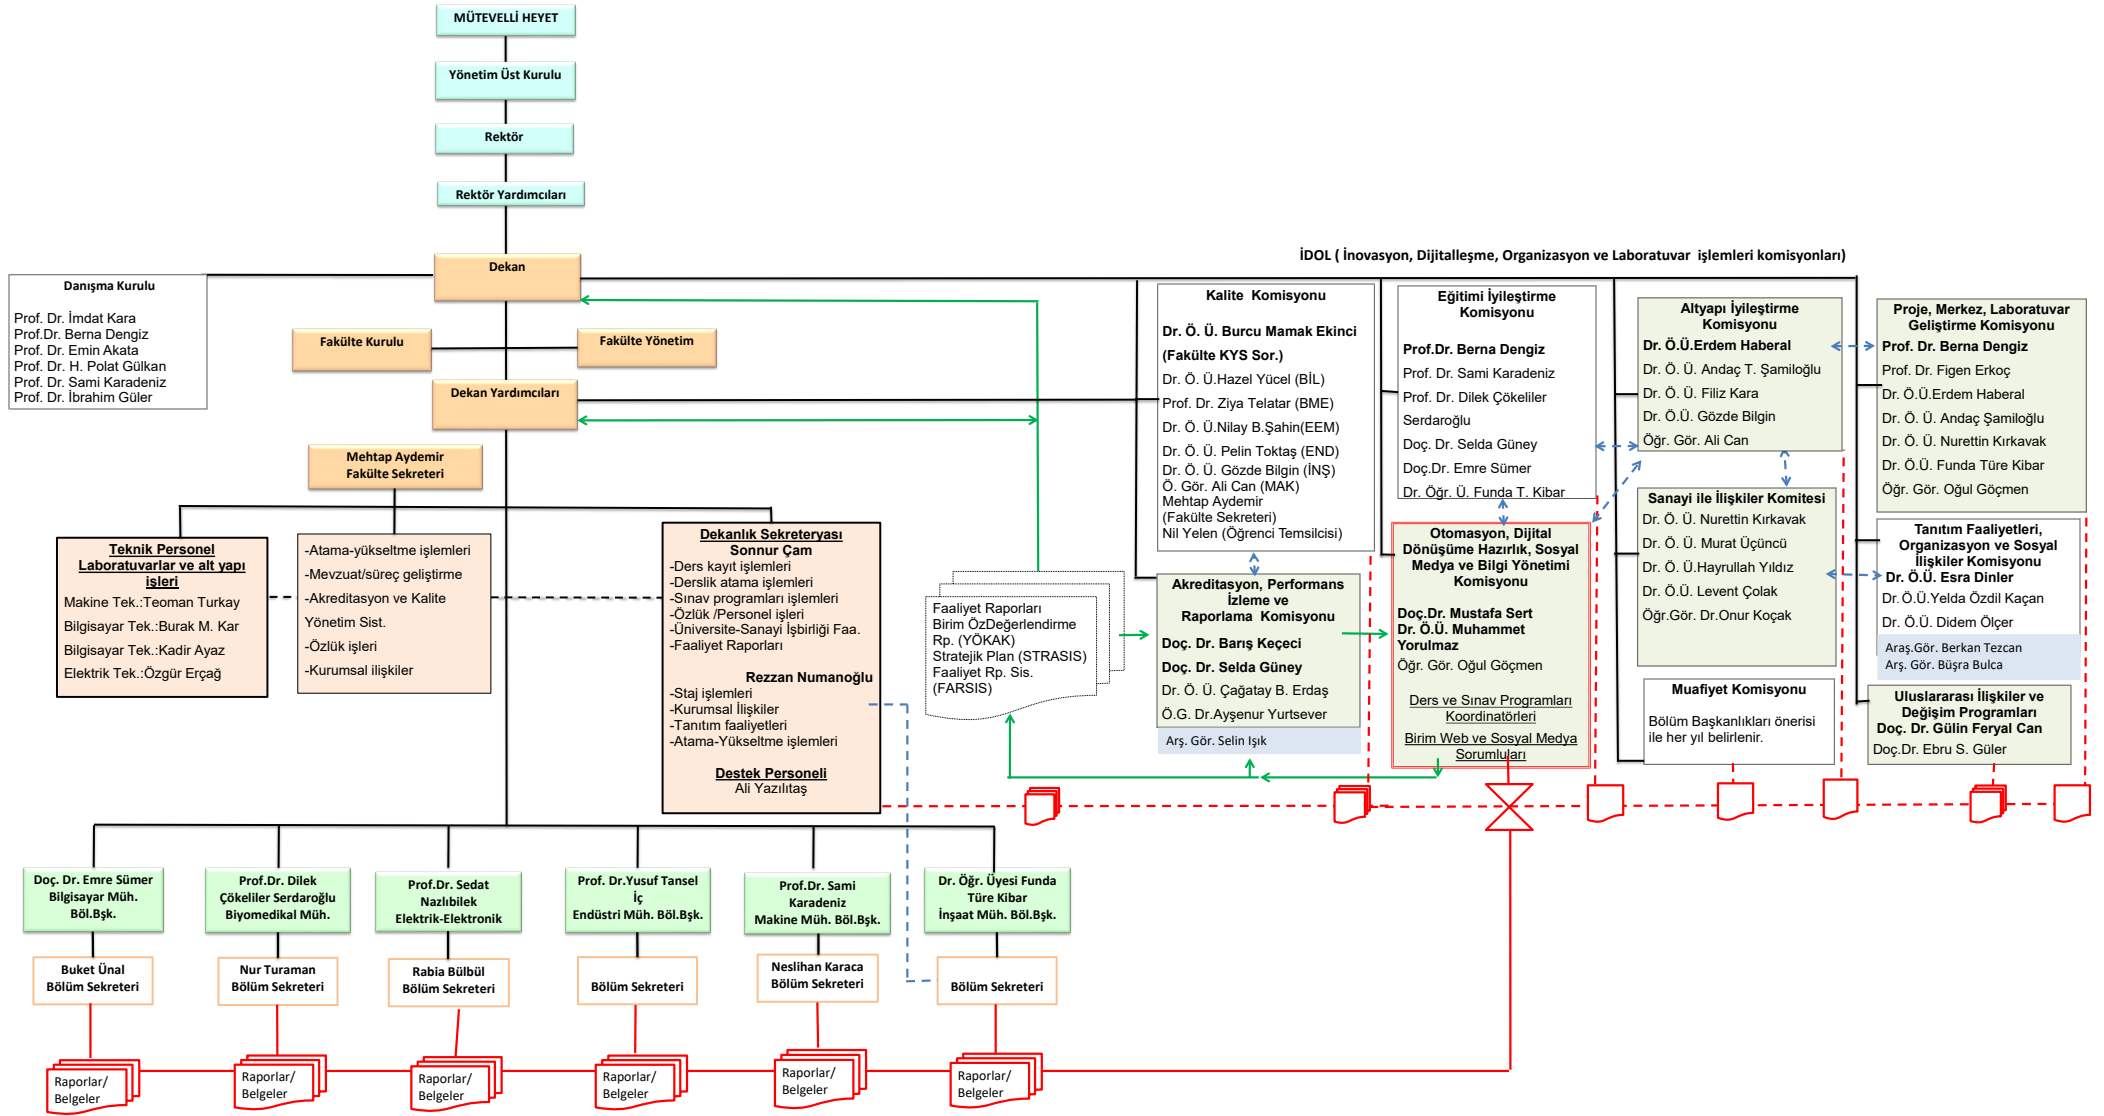 MÜTEVELLİ HEYET
Yönetim Üst Kurulu
Rektör
Rektör Yardımcıları
Dekan
İDOL ( İnovasyon, Dijitalleşme, Organizasyon ve Laboratuvar işlemleri komisyonları)
Danışma Kurulu
Prof. Dr. İmdat Kara
Prof.Dr. Berna Dengiz
Prof. Dr. Emin Akata
Prof. Dr. H. Polat Gülkan
Prof. Dr. Sami Karadeniz
Prof. Dr. İbrahim Güler
Fakülte Kurulu
Fakülte Yönetim
Dekan Yardımcıları
Mehtap Aydemir
Fakülte Sekreteri
Teknik Personel
Laboratuvarlar ve alt yapı
işleri
Makine Tek.:Teoman Turkay
Bilgisayar Tek.:Burak M. Kar
Bilgisayar Tek.:Kadir Ayaz
Elektrik Tek.:Özgür Erçağ
-Atama-yükseltme işlemleri
-Mevzuat/süreç geliştirme
-Akreditasyon ve Kalite
Yönetim Sist.
-Özlük işleri
-Kurumsal ilişkiler
Dekanlık Sekreteryası
Sonnur Çam
-Ders kayıt işlemleri
-Derslik atama işlemleri
-Sınav programları işlemleri
-Özlük /Personel işleri
-Üniversite-Sanayi İşbirliği Faa.
-Faaliyet Raporları
Rezzan Numanoğlu
-Staj işlemleri
-Kurumsal İlişkiler
-Tanıtım faaliyetleri
-Atama-Yükseltme işlemleri
Destek Personeli
Ali Yazılıtaş
Faaliyet Raporları
Birim ÖzDeğerlendirme
Rp. (YÖKAK)
Stratejik Plan (STRASIS)
Faaliyet Rp. Sis.
(FARSIS)
Kalite Komisyonu
Dr. Ö. Ü. Burcu Mamak Ekinci
(Fakülte KYS Sor.)
Dr. Ö. Ü.Hazel Yücel (BİL)
Prof. Dr. Ziya Telatar (BME)
Dr. Ö. Ü.Nilay B.Şahin(EEM)
Dr. Ö. Ü. Pelin Toktaş (END)
Dr. Ö. Ü. Gözde Bilgin (İNŞ)
Ö. Gör. Ali Can (MAK)
Mehtap Aydemir
(Fakülte Sekreteri)
Nil Yelen (Öğrenci Temsilcisi)
Akreditasyon, Performans
İzleme ve
Raporlama Komisyonu
Doç. Dr. Barış Keçeci
Doç. Dr. Selda Güney
Dr. Ö. Ü. Çağatay B. Erdaş
Ö.G. Dr.Ayşenur Yurtsever
Arş. Gör. Selin Işık
Eğitimi İyileştirme
Komisyonu
Prof.Dr. Berna Dengiz
Prof. Dr. Sami Karadeniz
Prof. Dr. Dilek Çökeliler
Serdaroğlu
Doç. Dr. Selda Güney
Doç.Dr. Emre Sümer
Dr. Öğr. Ü. Funda T. Kibar
Otomasyon, Dijital
Dönüşüme Hazırlık, Sosyal
Medya ve Bilgi Yönetimi
Komisyonu
Doç.Dr. Mustafa Sert
Dr. Ö.Ü. Muhammet
Yorulmaz
Öğr. Gör. Oğul Göçmen
Ders ve Sınav Programları
Koordinatörleri
Birim Web ve Sosyal Medya
Sorumluları
Altyapı İyileştirme
Komisyonu
Dr. Ö.Ü.Erdem Haberal
Dr. Ö. Ü. Andaç T. Şamiloğlu
Dr. Ö. Ü. Filiz Kara
Dr. Ö.Ü. Gözde Bilgin
Öğr. Gör. Ali Can
Sanayi ile İlişkiler Komitesi
Dr. Ö. Ü. Nurettin Kırkavak
Dr. Ö. Ü. Murat Üçüncü
Dr. Ö. Ü.Hayrullah Yıldız
Dr. Ö.Ü. Levent Çolak
Öğr.Gör. Dr.Onur Koçak
Muafiyet Komisyonu
Bölüm Başkanlıkları önerisi
ile her yıl belirlenir.
Proje, Merkez, Laboratuvar
Geliştirme Komisyonu
Prof. Dr. Berna Dengiz
Prof. Dr. Figen Erkoç
Dr. Ö.Ü.Erdem Haberal
Dr. Ö. Ü. Andaç Şamiloğlu
Dr. Ö. Ü. Nurettin Kırkavak
Dr. Ö.Ü. Funda Türe Kibar
Öğr. Gör. Oğul Göçmen
Tanıtım Faaliyetleri,
Organizasyon ve Sosyal
İlişkiler Komisyonu
Dr. Ö.Ü. Esra Dinler
Dr. Ö.Ü.Yelda Özdil Kaçan
Dr. Ö.Ü. Didem Ölçer
Araş.Gör. Berkan Tezcan
Arş. Gör. Büşra Bulca
Uluslararası İlişkiler ve
Değişim Programları
Doç. Dr. Gülin Feryal Can
Doç.Dr. Ebru S. Güler
Doç. Dr. Emre Sümer
Bilgisayar Müh.
Böl.Bşk.
Prof.Dr. Dilek
Çökeliler Serdaroğlu
Biyomedikal Müh.
Prof.Dr. Sedat
Nazlıbilek
Elektrik-Elektronik
Prof. Dr.Yusuf Tansel
İç
Endüstri Müh. Böl.Bşk.
Prof.Dr. Sami
Karadeniz
Makine Müh. Böl.Bşk.
Dr. Öğr. Üyesi Funda
Türe Kibar
İnşaat Müh. Böl.Bşk.
Buket Ünal
Bölüm Sekreteri
Nur Turaman
Bölüm Sekreteri
Rabia Bülbül
Bölüm Sekreteri
Bölüm Sekreteri
Neslihan Karaca
Bölüm Sekreteri
Bölüm Sekreteri
Raporlar/
Belgeler
Raporlar/
Belgeler
Raporlar/
Belgeler
Raporlar/
Belgeler
Raporlar/
Belgeler
Raporlar/
Belgeler